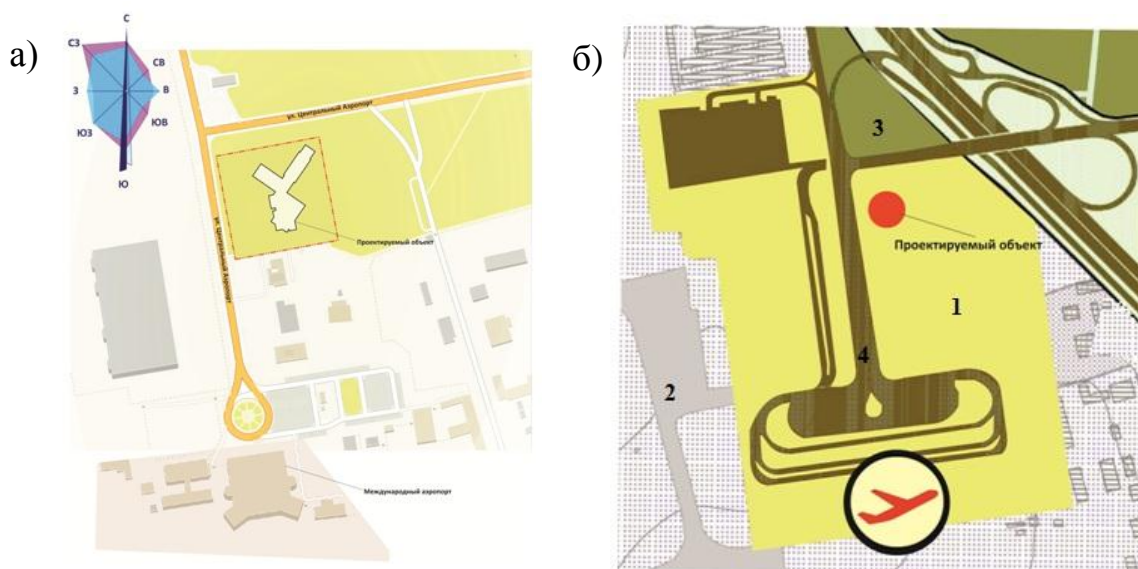 а)
С
СЗ
СВ
З
В
ЮЗ
ЮВ
Ю
ул. Центральный Аэропорт
ул. Центральный Аэропорт
Проектируемый объект
Международный аэропорт
б)
3
Проектируемый объект
1
2
4